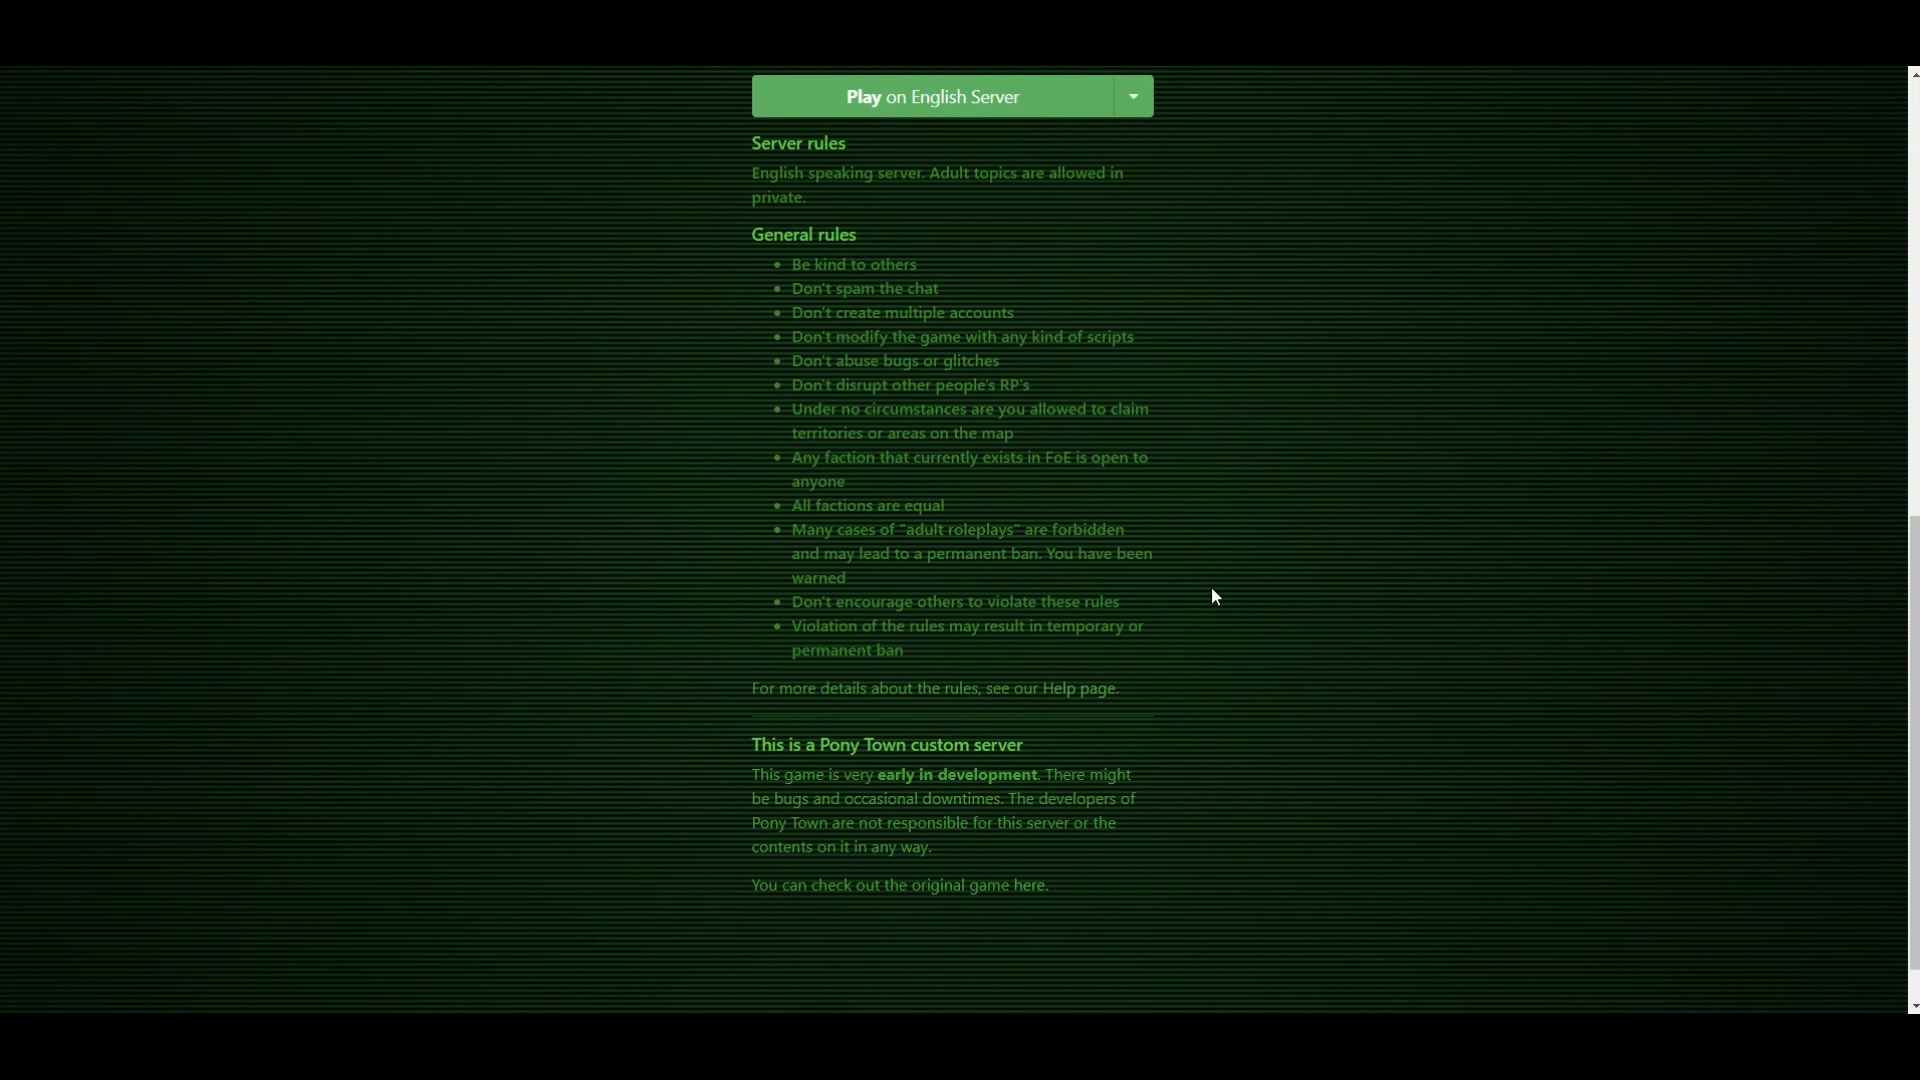 Play on English Server
Server rules
English speaking server. Adult topics are allowed in
private.
General rules
Be kind to others
Don't spam the chat
Don't create multiple accounts
Don't modify the game with any kind of scripts
Don't abuse bugs or glitches
Don't disrupt other people's RP's
Under no circumstances are you allowed to claim
territories or areas on the map
Any faction that currently exists in FoE is open to
anyone
All factions are equal
Many cases of "adult roleplays" are forbidden
and may lead to a permanent ban. You have been
warned
Don't encourage others to violate these rules
Violation of the rules may result in temporary or
permanent ban
For more details about the rules, see our Help page.
This is a Pony Town custom server
This game is very early in development. There might
be bugs and occasional downtimes. The developers of
Pony Town are not responsible for this server or the
contents on it in any way.
You can check out the original game here.